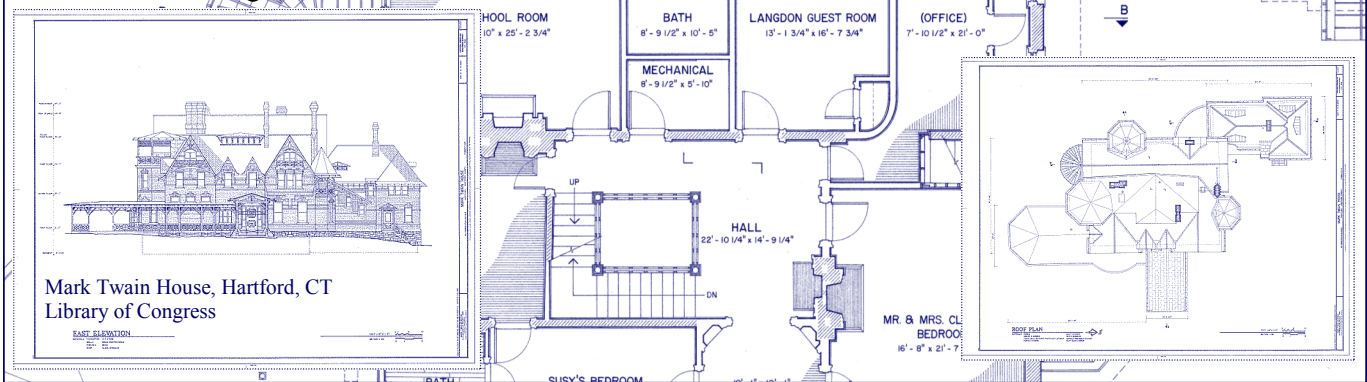 HOOL ROOM
10" x 25' - 2 3/4"
BATH
8' - 9 1/2" x 10' - 5"
MECHANICAL
8' - 9 1/2" x 5' - 10"
LANGDON GUEST ROOM
13' - 1 3/4" x 16' - 7 3/4"
(OFFICE)
7' - 10 1/2" x 21' - 0"
B
UP
HALL
22' - 10 1/4" x 14' - 9 1/4"
DN
MR. & MRS. CL
BEDROO
16' - 8" x 21' - 7
BATH
SUSY'S BEDROOM
Mark Twain House, Hartford, CT
Library of Congress
EAST ELEVATION
ROOF PLAN